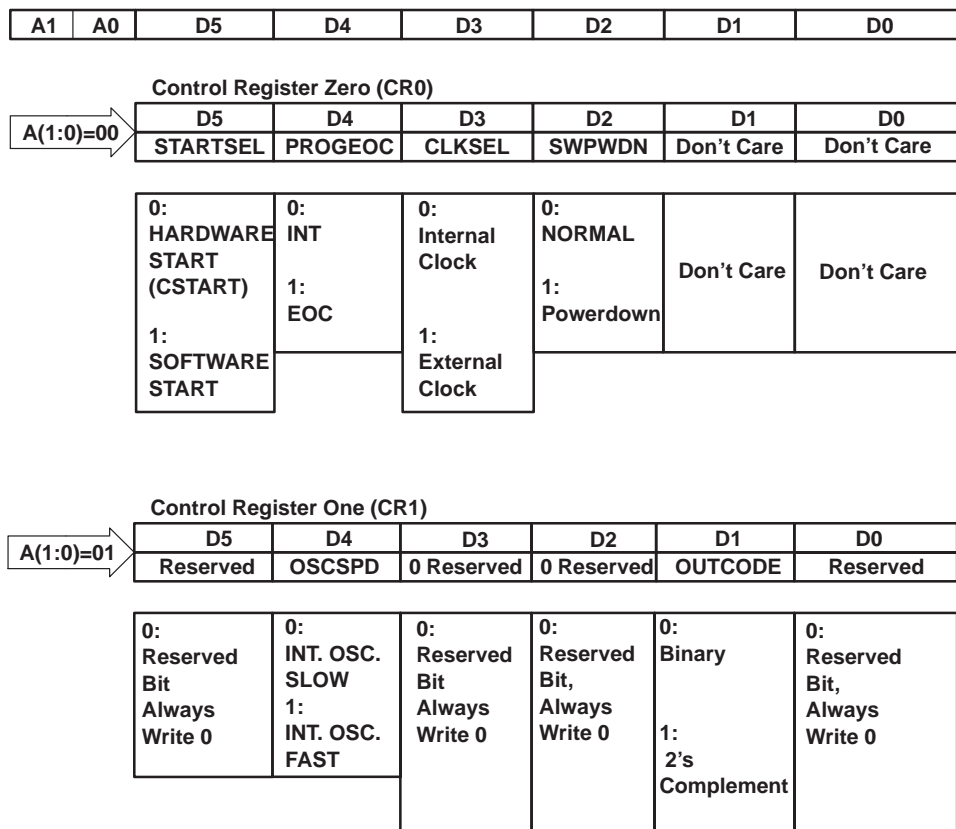 A1 A0 D5 D4 D3 D2 D1 D0
Control Register Zero (CR0)
A(1:0)=00
D5 D4 D3 D2 D1 D0
STARTSEL PROGEOC CLKSEL SWPWDN Don't Care Don't Care
0:
HARDWARE
START
(CSTART)
1:
SOFTWARE
START
0:
INT
1:
EOC
0:
Internal
Clock
1:
External
Clock
0:
NORMAL
1:
Powerdown
Don't Care
Don't Care
Control Register One (CR1)
A(1:0)=01
D5 D4 D3 D2 D1 D0
Reserved OSCSPD 0 Reserved 0 Reserved OUTCODE Reserved
0:
Reserved
Bit
Always
Write 0
0:
INT. OSC.
SLOW
1:
INT. OSC.
FAST
0:
Reserved
Bit
Always
Write 0
0:
Reserved
Bit,
Always
Write 0
0:
Binary
1:
2's
Complement
0:
Reserved
Bit,
Always
Write 0